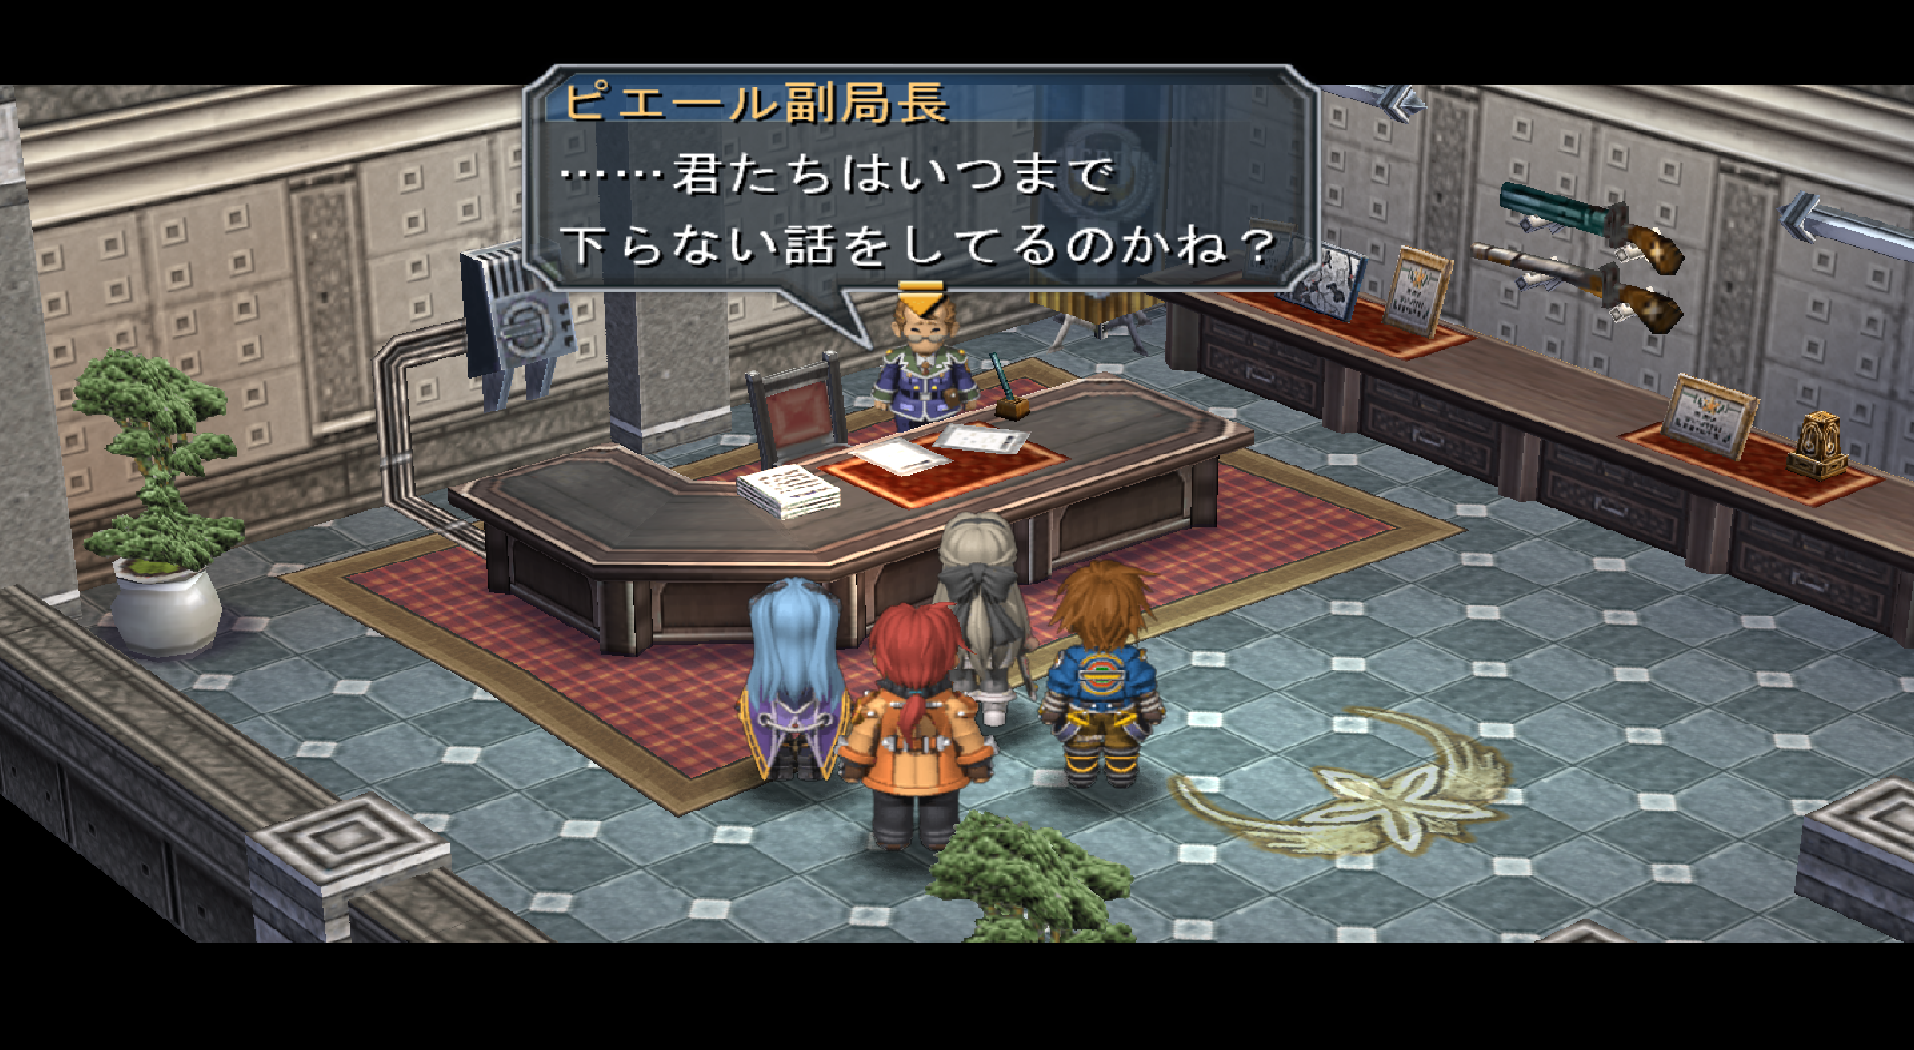 ピエール副局長
……君たちはいつまで
下らない話をしてるのかね？